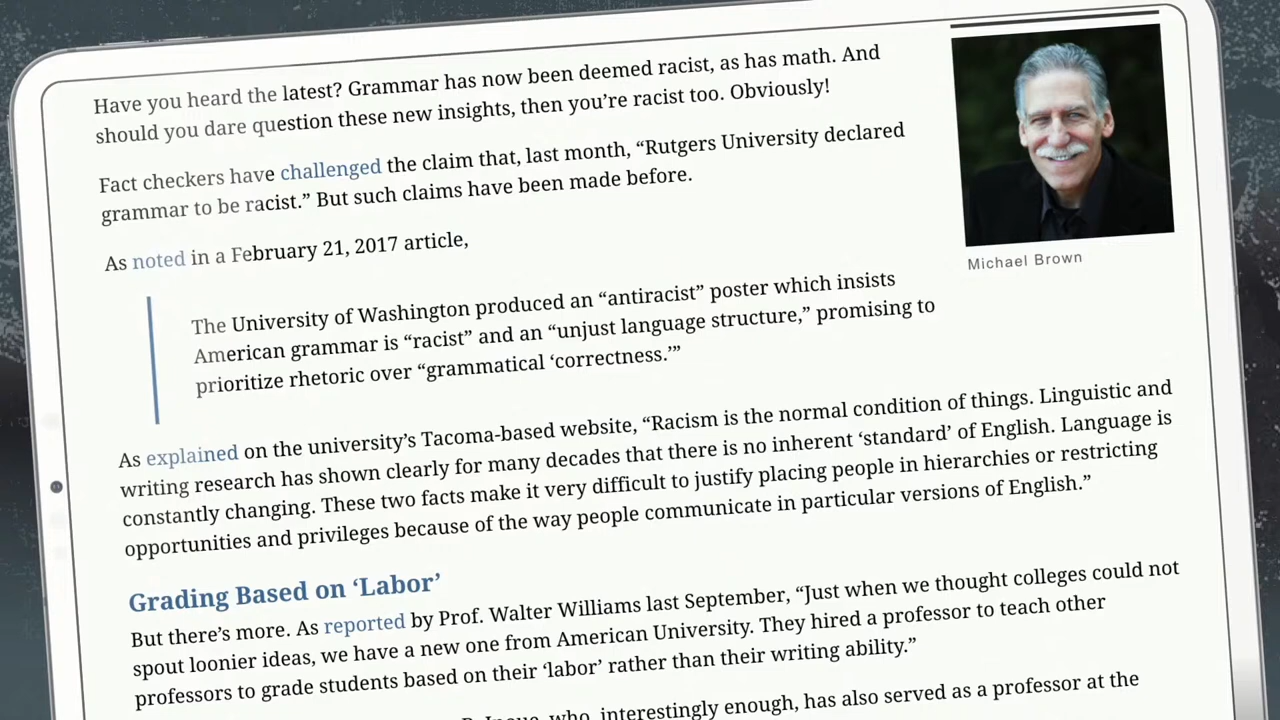 Have you heard the latest? Grammar has now been deemed racist, as has math. And
should you dare question these new insights, then you’re racist too. Obviously!
Fact checkers have challenged the claim that, last month, “Rutgers University declared
grammar to be racist.” But such claims have been made before.
Michael Brown
As noted in a February 21, 2017 article,
The University of Washington produced an “antiracist” poster which insists
American grammar is “racist” and an “unjust language structure,” promising to
prioritize rhetoric over “grammatical ‘correctness.’”
As explained on the university’s Tacoma-based website, “Racism is the normal condition of things. Linguistic and
writing research has shown clearly for many decades that there is no inherent ‘standard’ of English. Language is
constantly changing. These two facts make it very difficult to justify placing people in hierarchies or restricting
opportunities and privileges because of the way people communicate in particular versions of English.”
Grading Based on ‘Labor’
But there’s more. As reported by Prof. Walter Williams last September, “Just when we thought colleges could not
spout loonier ideas, we have a new one from American University. They hired a professor to teach other
professors to grade students based on their ‘labor’ rather than their writing ability.”
who, interestingly enough, has also served as a professor at the